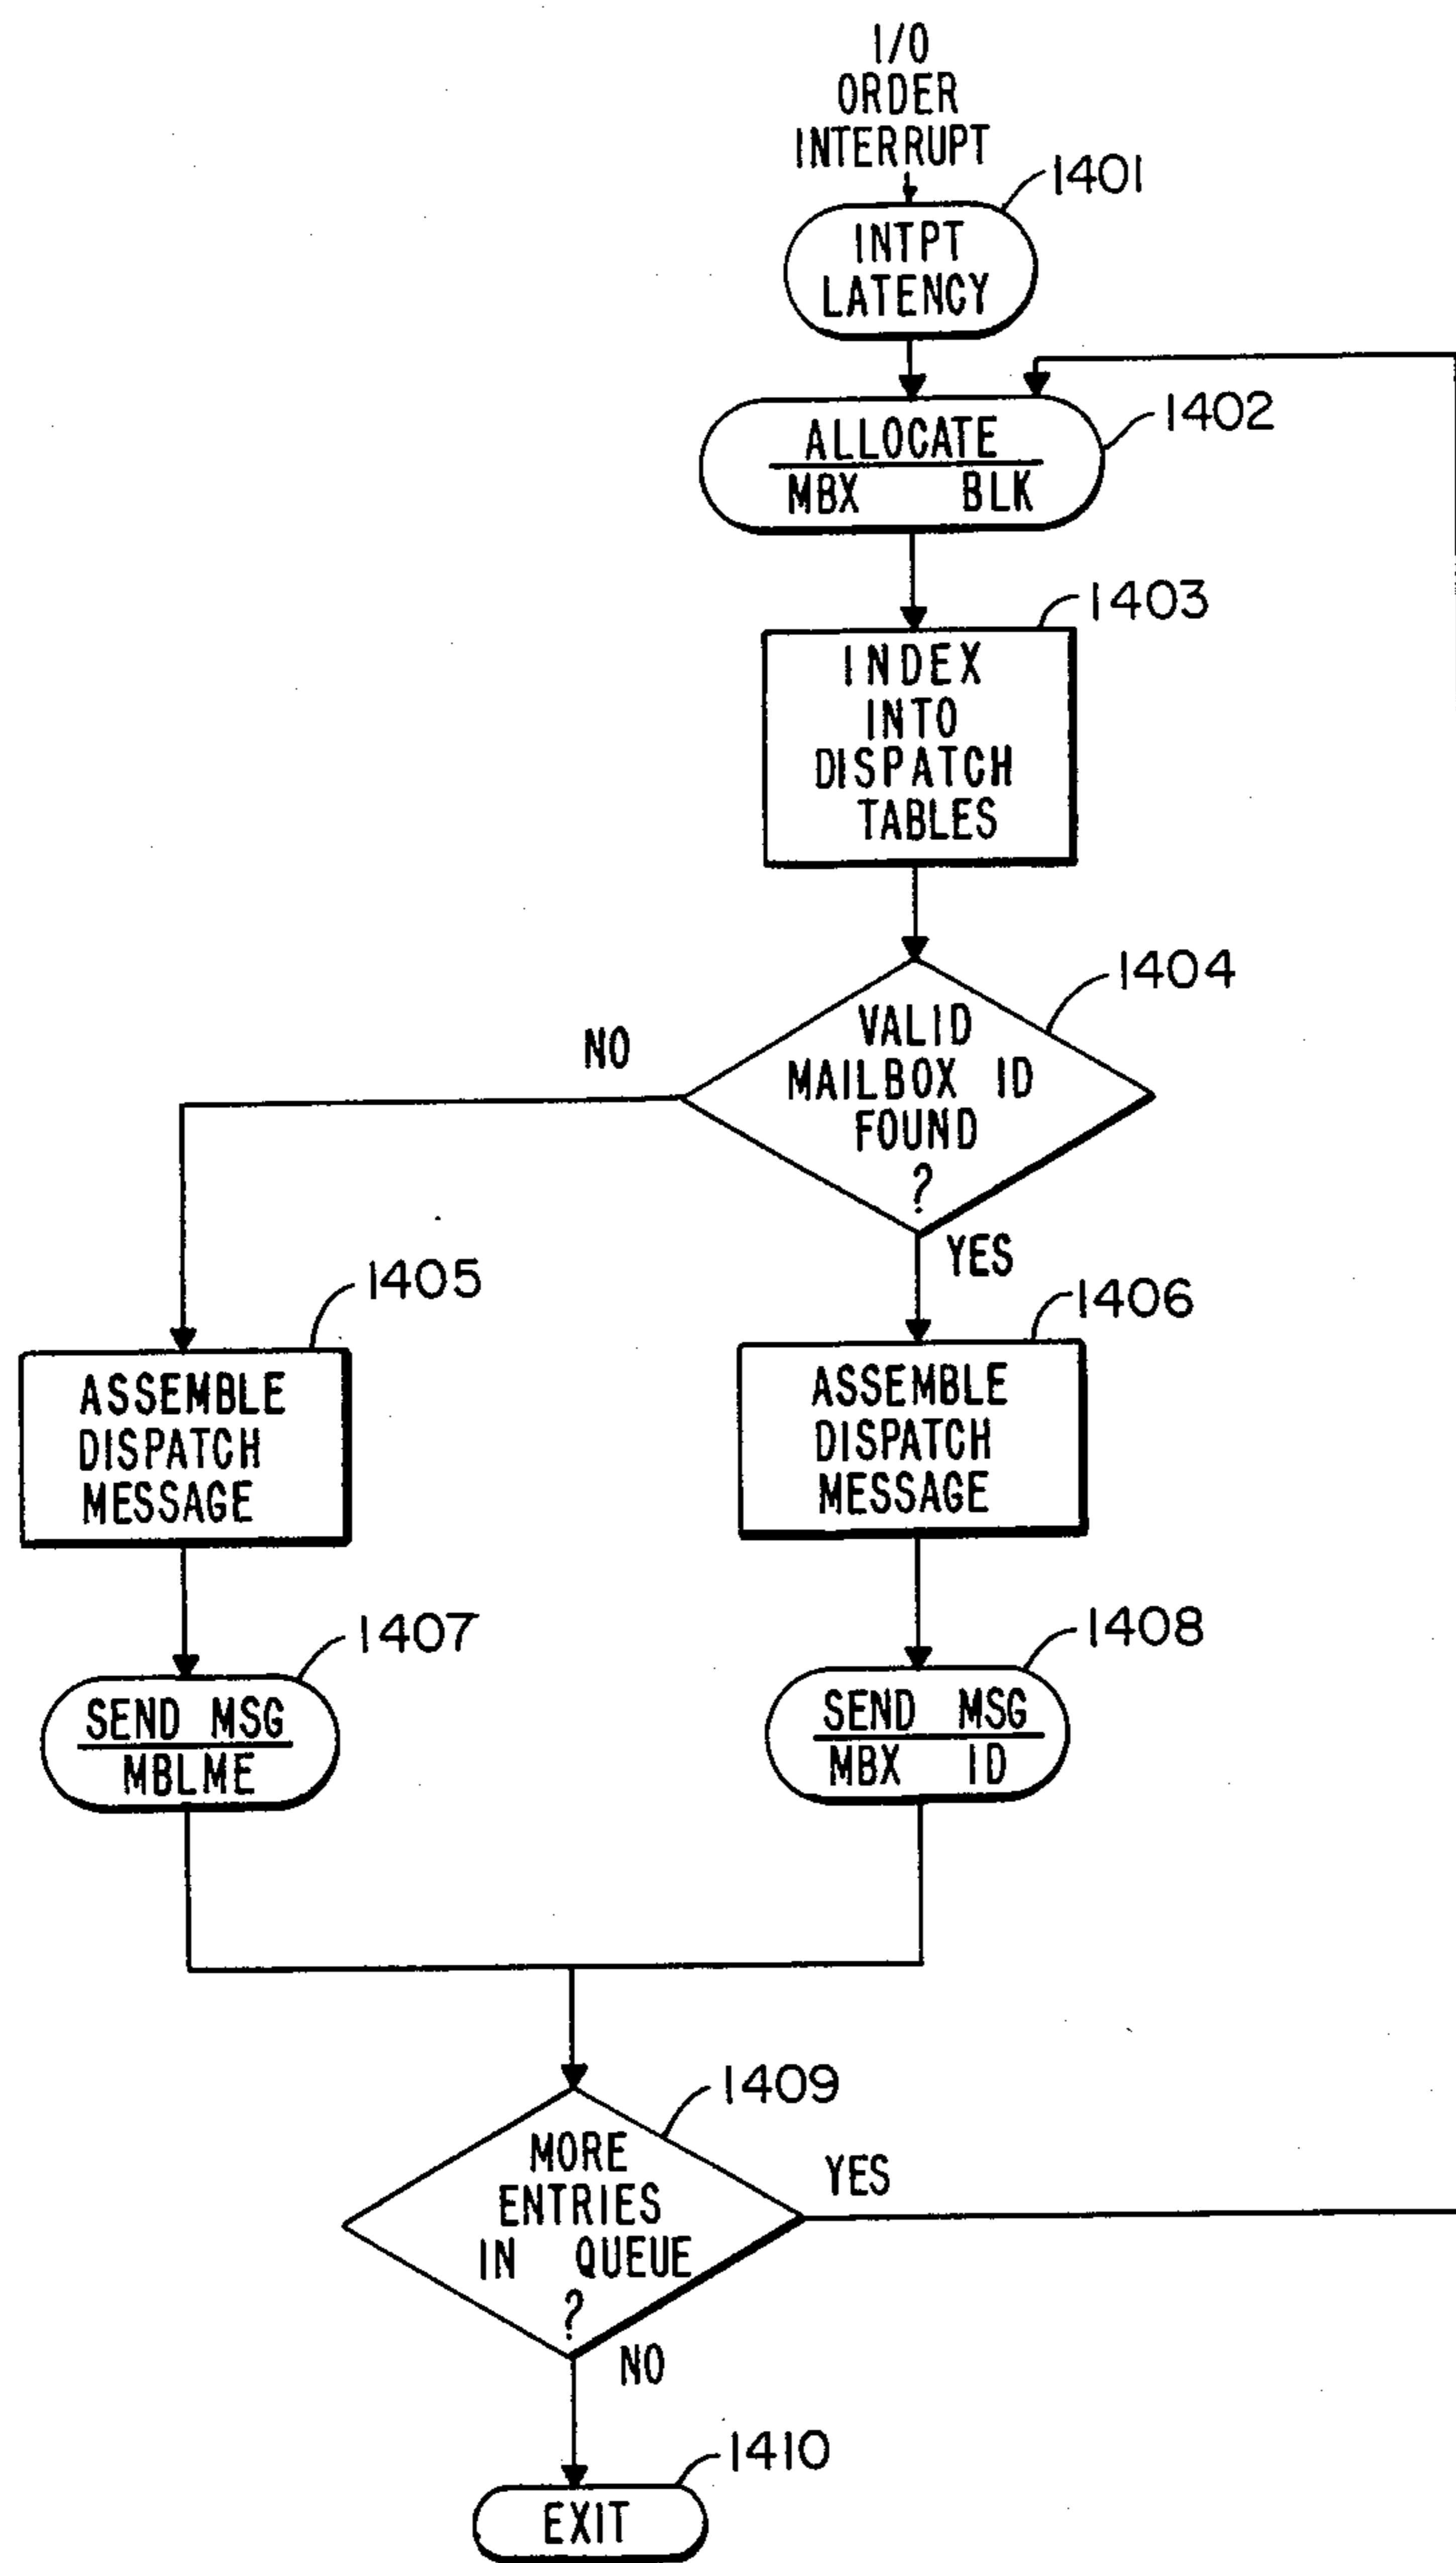 I/O
ORDER
INTERRUPT
1401
INTPT
LATENCY
1402
ALLOCATE
MBX BLK
1403
INDEX
INTO
DISPATCH
TABLES
1404
VALID
MAILBOX ID
FOUND
?
NO
YES
1405
ASSEMBLE
DISPATCH
MESSAGE
1406
ASSEMBLE
DISPATCH
MESSAGE
1407
SEND MSG
MBLME
1408
SEND MSG
MBX ID
1409
MORE
ENTRIES
IN QUEUE
?
YES
NO
1410
EXIT